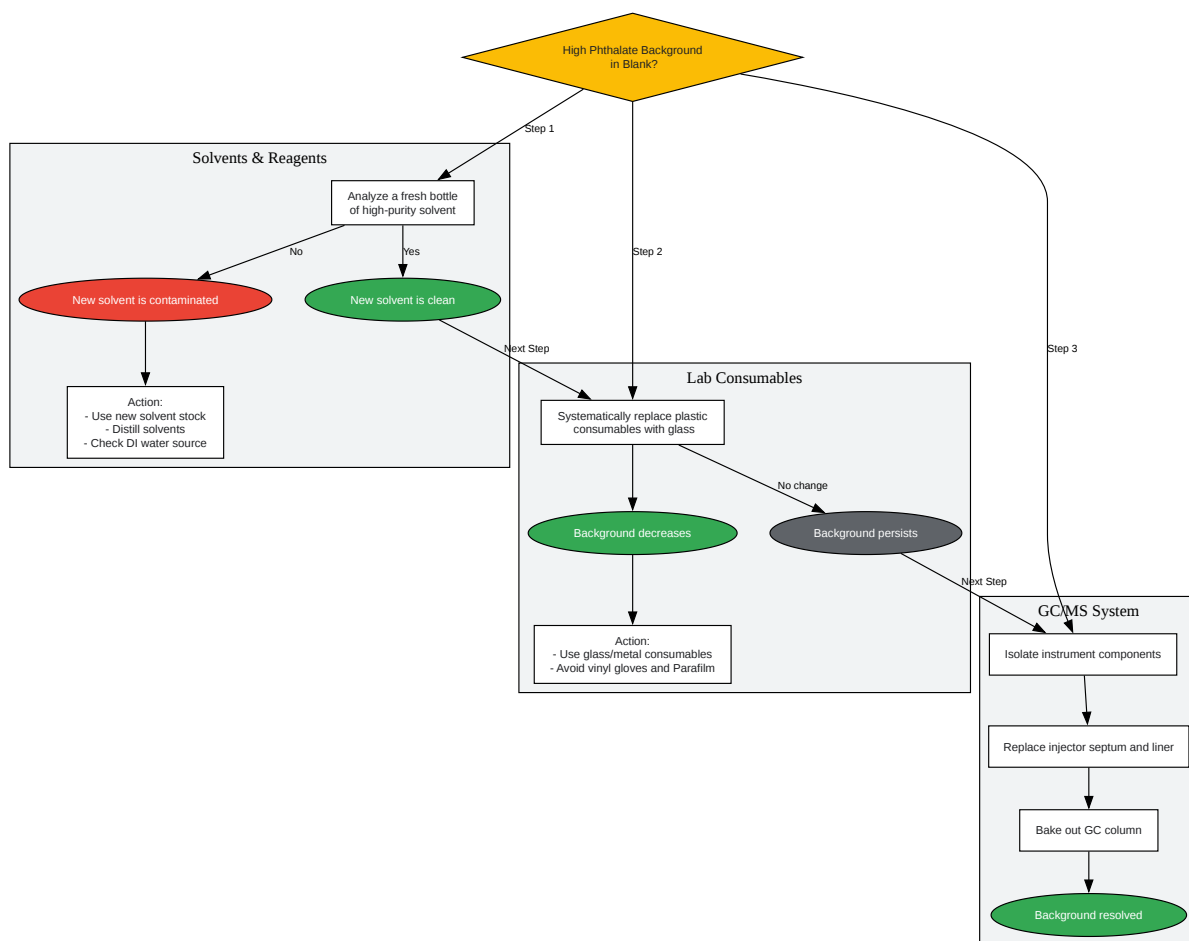 High Phthalate Background
in Blank?
Step 1
Solvents & Reagents
Analyze a fresh bottle
of high-purity solvent
No
Yes
Step 2
New solvent is contaminated
New solvent is clean
Next Step
Step 3
Action:
- Use new solvent stock
- Distill solvents
- Check DI water source
Lab Consumables
Systematically replace plastic
consumables with glass
No change
Background decreases
Background persists
Next Step
Action:
- Use glass/metal consumables
- Avoid vinyl gloves and Parafilm
GC/MS System
Isolate instrument components
Replace injector septum and liner
Bake out GC column
Background resolved